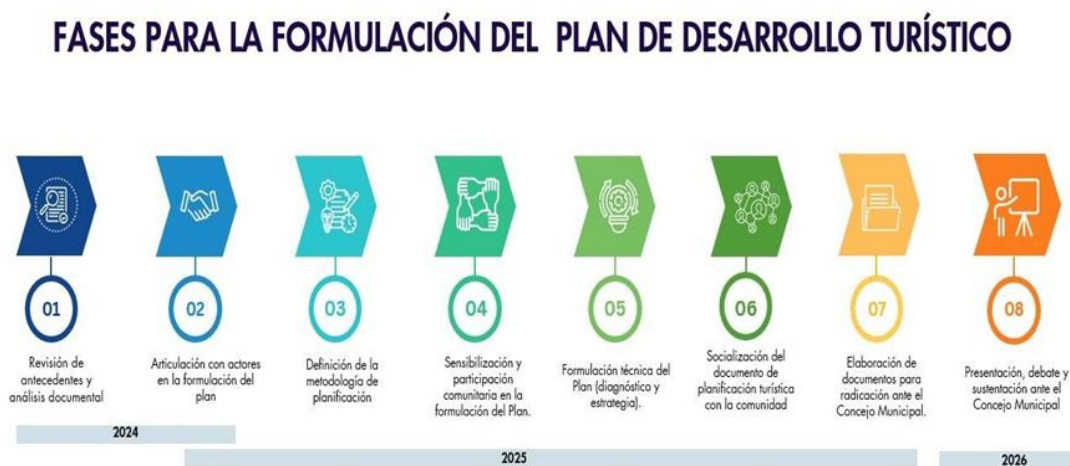 FASES PARA LA FORMULACIÓN DEL PLAN DE DESARROLLO TURÍSTICO
01
Revisión de
antecedentes y
análisis documental
02
Articulación con actores
en la formulación del
plan
03
Definición de la
metodología de
planificación
04
Sensibilización y
participación
comunitaria en la
formulación del Plan.
05
Formulación técnica del
Plan (diagnóstico y
estrategia).
06
Socialización del
documento de
planificación turística
con la comunidad
07
Elaboración de
documentos para
radicación ante el
Concejo Municipal.
08
Presentación, debate y
sustentación ante el
Concejo Municipal
2024
2025
2026